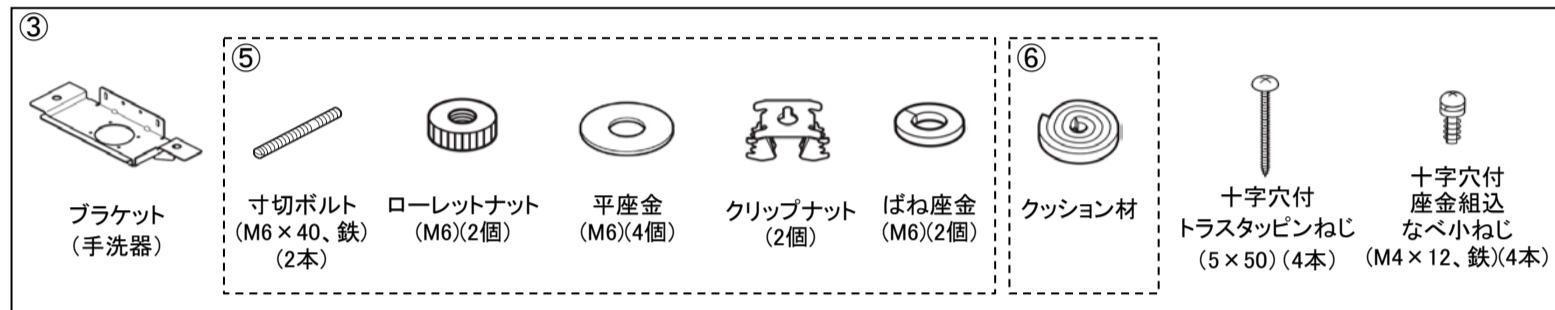 ③
⑤
⑥
ブラケット
（手洗器）
寸切ボルト
(M6×40、鉄)
(2本)
ローレットナット
(M6)(2個)
平座金
(M6)(4個)
クリップナット
(2個)
ばね座金
(M6)(2個)
クッション材
十字穴付
トラスタッピンねじ
(5×50)(4本)
十字穴付
座金組込
なべ小ねじ
(M4×12、鉄)(4本)